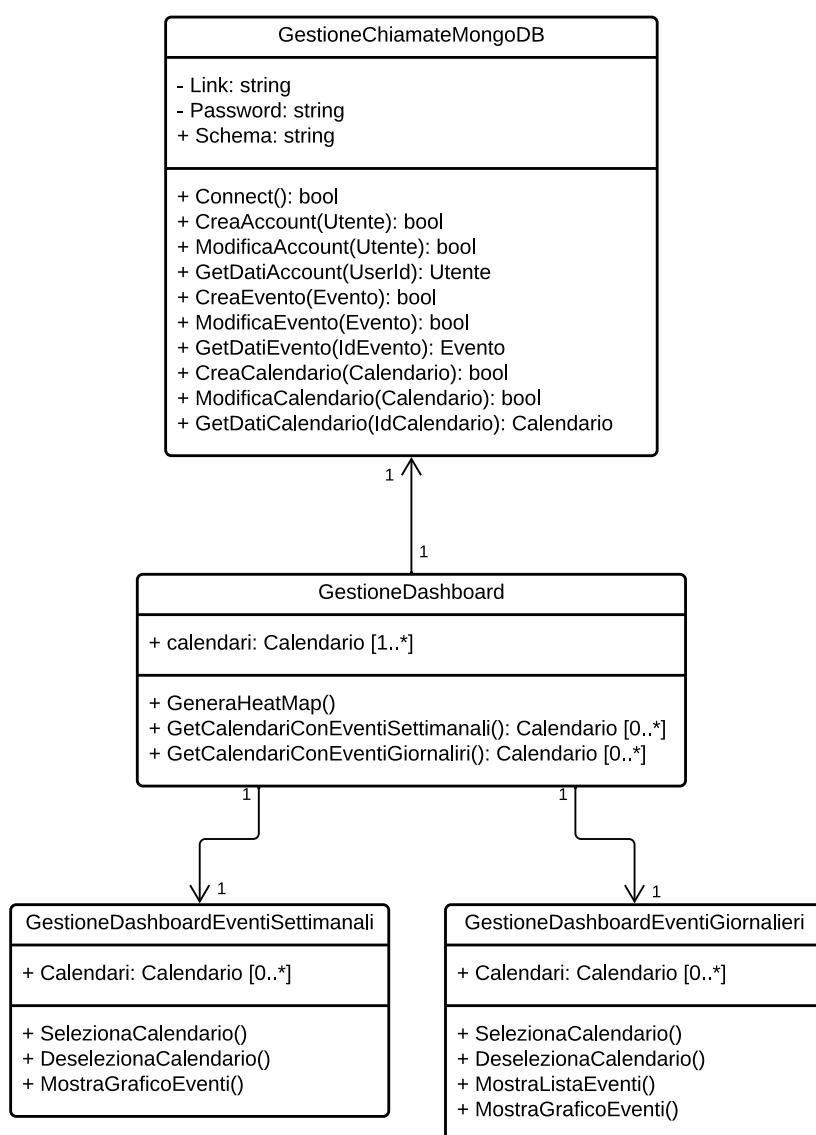 GestioneChiamateMongoDB
- Link: string
- Password: string
+ Schema: string
+ Connect(): bool
+ CreaAccount(Utente): bool
+ ModificaAccount(Utente): bool
+ GetDatiAccount(UserId): Utente
+ CreaEvento(Evento): bool
+ ModificaEvento(Evento): bool
+ GetDatiEvento(IdEvento): Evento
+ CreaCalendario(Calendario): bool
+ ModificaCalendario(Calendario): bool
+ GetDatiCalendario(IdCalendario): Calendario
1
1
GestioneDashboard
+ calendari: Calendario [1..*]
+ GeneraHeatMap()
+ GetCalendariConEventiSettimanali(): Calendario [0..*]
+ GetCalendariConEventiGiornaliri(): Calendario [0..*]
1
1
1
1
GestioneDashboardEventiSettimanali
+ Calendari: Calendario [0..*]
+ SelezionaCalendario()
+ DeselezionaCalendario()
+ MostraGraficoEventi()
GestioneDashboardEventiGiornalieri
+ Calendari: Calendario [0..*]
+ SelezionaCalendario()
+ DeselezionaCalendario()
+ MostraListaEventi()
+ MostraGraficoEventi()